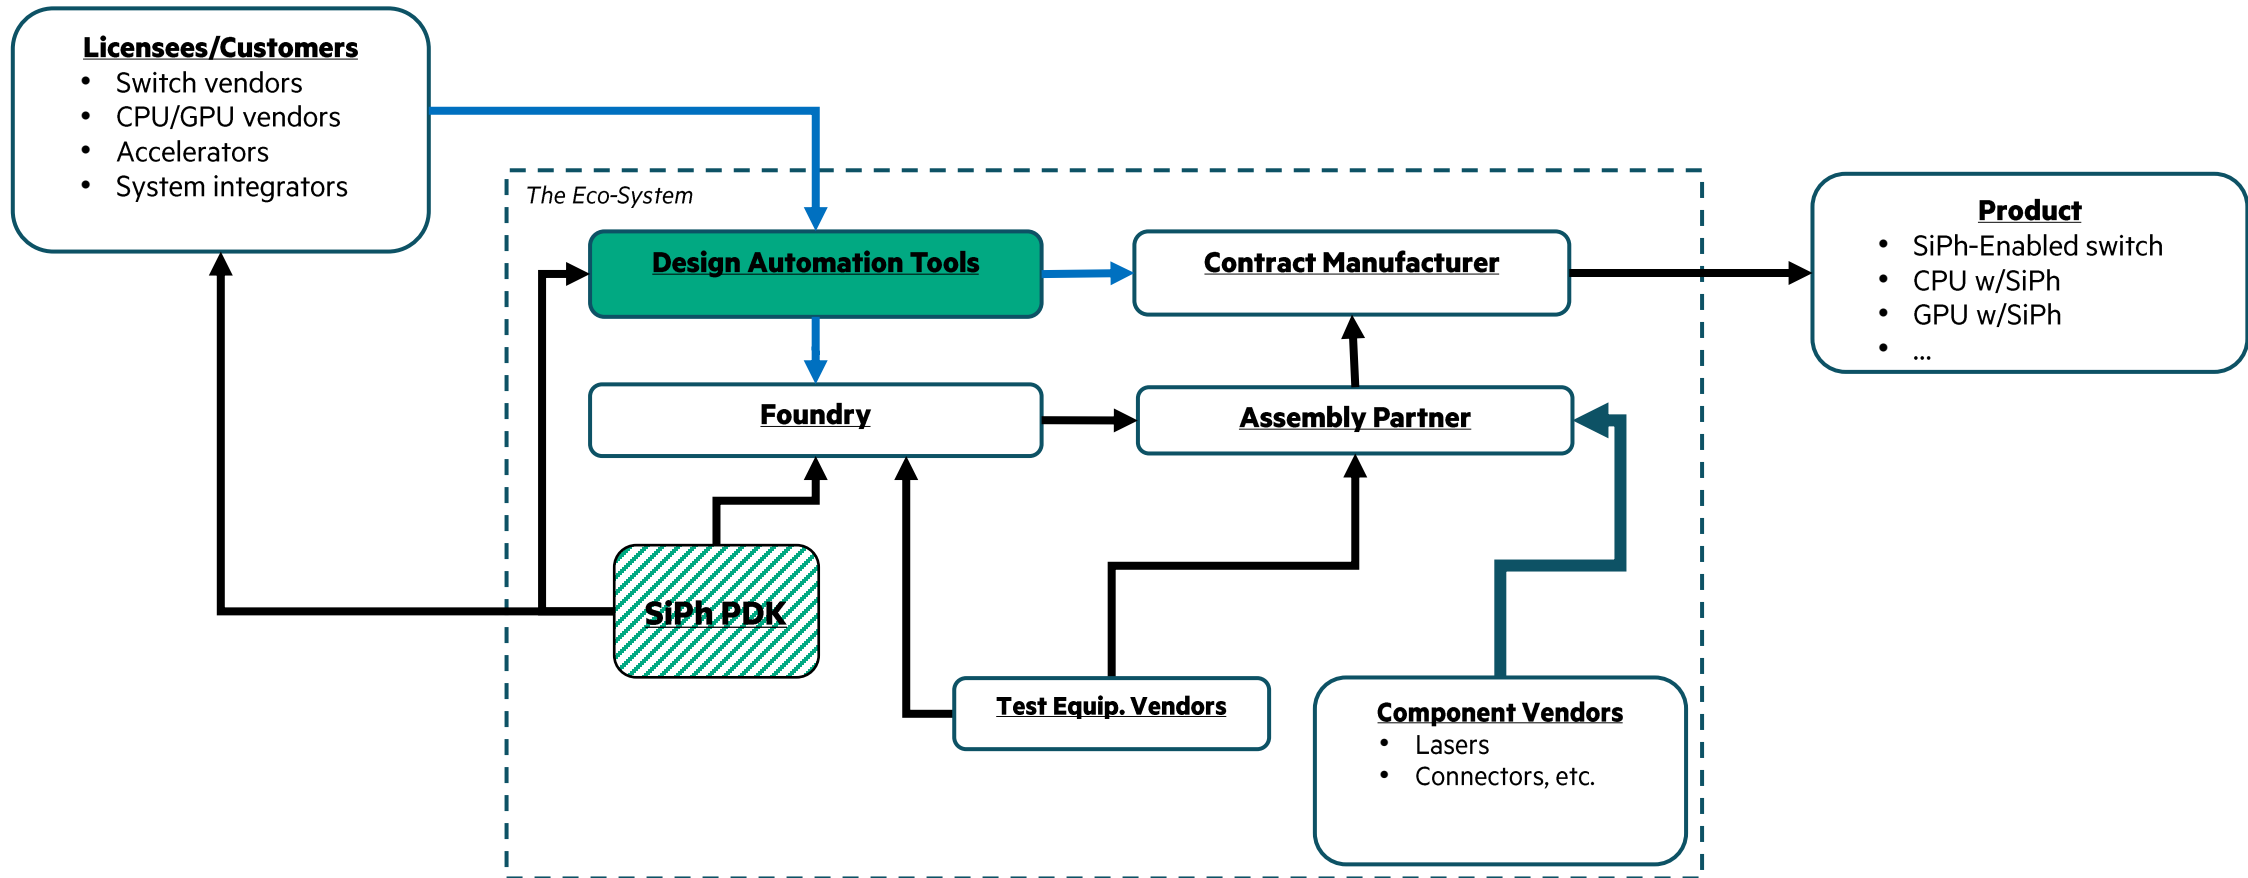 Licensees/Customers
• Switch vendors
• CPU/GPU vendors
• Accelerators
• System integrators
The Eco-System
Design Automation Tools
Contract Manufacturer
Product
• SiPh-Enabled switch
• CPU w/SiPh
• GPU w/SiPh
• ...
Foundry
Assembly Partner
SiPh PDK
Test Equip. Vendors
Component Vendors
• Lasers
• Connectors, etc.